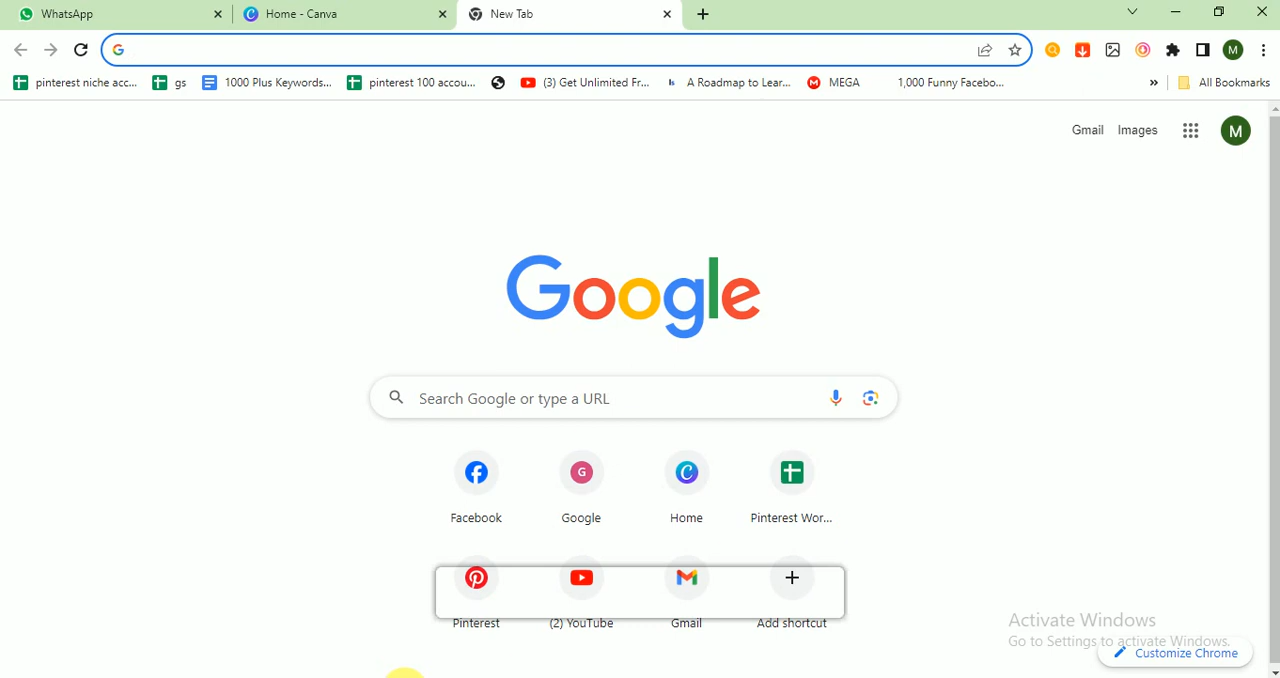 WhatsApp
Home - Canva
New Tab
pinterest niche acc...
gs
1000 Plus Keywords...
pinterest 100 accou...
(3) Get Unlimited Fr...
A Roadmap to Lear...
MEGA
1,000 Funny Facebo...
»
All Bookmarks
M
Gmail
Images
M
Google
Search Google or type a URL
Facebook
G
Google
Home
Pinterest Wor...
Pinterest
(2) YouTube
Gmail
Add shortcut
Activate Windows
Go to Settings to activate Windows.
Customize Chrome